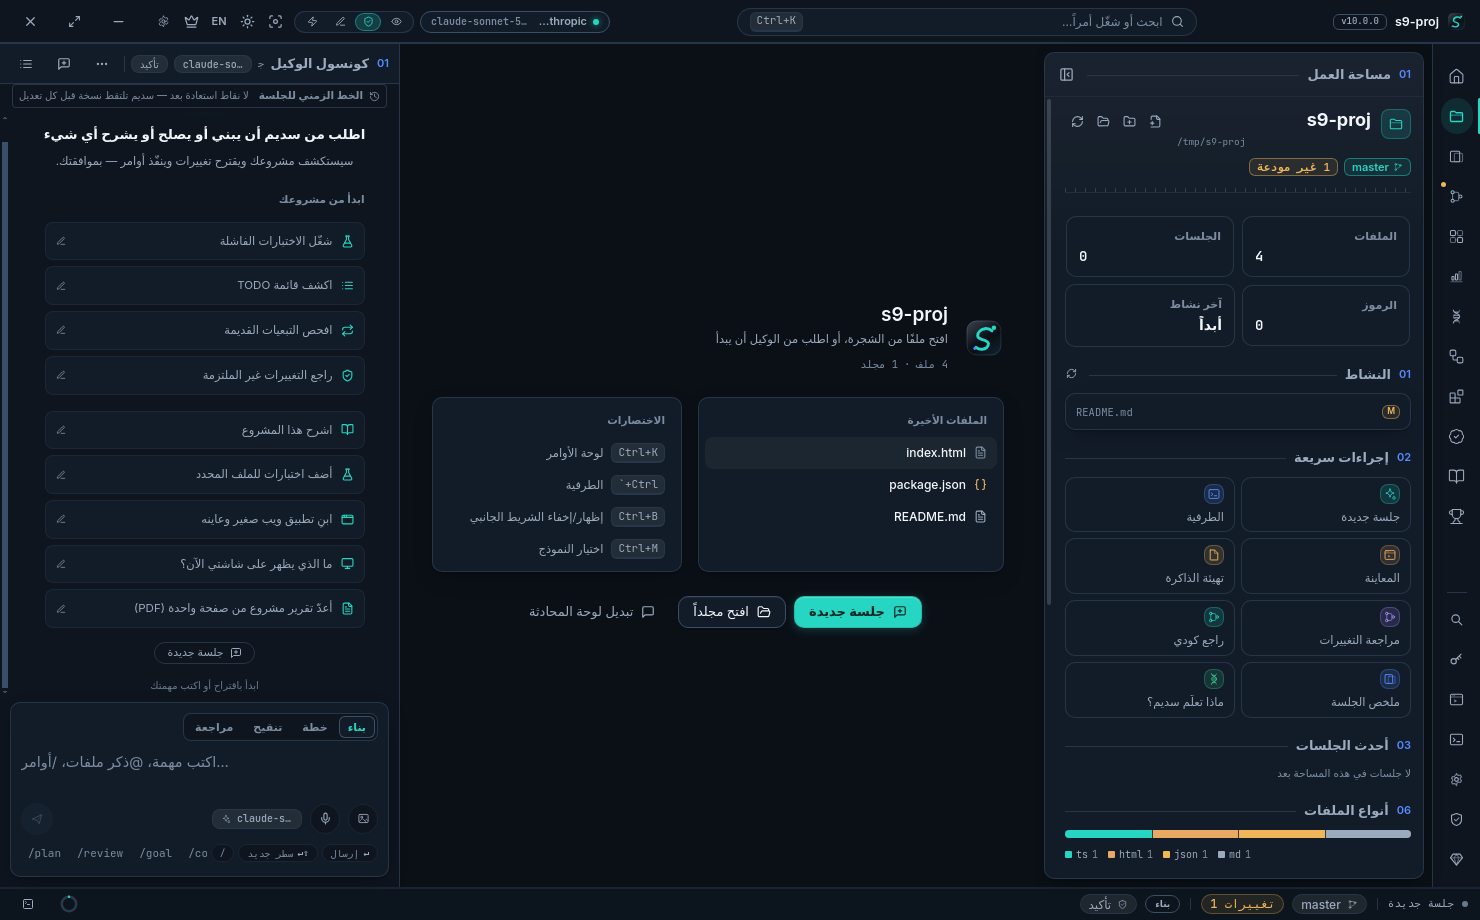 s9-proj
v10.0.0
ابحث أو شغّل أمراً...
Ctrl+K
...thropic
claude-sonnet-5…
EN
01 مساحة العمل
s9-proj
/tmp/s9-proj
master
1 غير مودعة
الملفات
4
الجلسات
0
الرموز
0
آخر نشاط
أبداً
01 النشاط
M
README.md
02 إجراءات سريعة
جلسة جديدة
الطرفية
المعاينة
تهيئة الذاكرة
مراجعة التغييرات
راجع كودي
ملخص الجلسة
ماذا تعلّم سديم؟
03 أحدث الجلسات
لا جلسات في هذه المساحة بعد
06 أنواع الملفات
ts 1
html 1
json 1
md 1
s9-proj
افتح ملفًا من الشجرة، أو اطلب من الوكيل أن يبدأ
4 ملف · 1 مجلد
الملفات الأخيرة
index.html
{} package.json
README.md
الاختصارات
Ctrl+K لوحة الأوامر
`+Ctrl الطرفية
Ctrl+B إظهار/إخفاء الشريط الجانبي
Ctrl+M اختيار النموذج
جلسة جديدة
افتح مجلداً
تبديل لوحة المحادثة
01 كونسول الوكيل
claude-so…
تأكيد
الخط الزمني للجلسة
لا نقاط استعادة بعد — سديم تلتقط نسخة قبل كل تعديل
اطلب من سديم أن يبني أو يصلح أو يشرح أي شيء
سيستكشف مشروعك ويقترح تغييرات وينفّذ أوامر — بموافقتك.
ابدأ من مشروعك
شغّل الاختبارات الفاشلة
اكشف قائمة TODO
افحص التبعيات القديمة
راجع التغييرات غير الملتزمة
اشرح هذا المشروع
أضف اختبارات للملف المحدد
ابنِ تطبيق ويب صغير وعاينه
ما الذي يظهر على شاشتي الآن؟
أعدّ تقرير مشروع من صفحة واحدة (PDF)
جلسة جديدة
ابدأ باقتراح أو اكتب مهمتك
بناء
خطة
تنقيح
مراجعة
اكتب مهمة، @ذكر ملفات، /أوامر...
claude-s…
↵ إرسال
⇧↵ سطر جديد
/
/plan /review /goal /co
جلسة جديدة
master
1 تغييرات
بناء
تأكيد